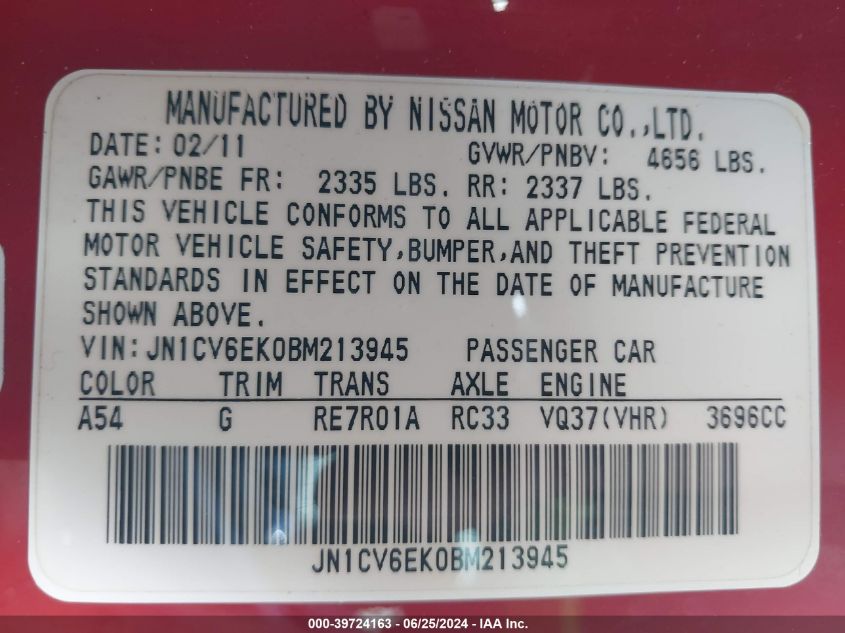 MANUFACTURED BY NISSAN MOTOR CO.,LTD.
DATE: 02/11 GVWR/PNBV: 4656 LBS.
GAWR/PNBE FR: 2335 LBS. RR: 2337 LBS.
THIS VEHICLE CONFORMS TO ALL APPLICABLE FEDERAL
MOTOR VEHICLE SAFETY,BUMPER,AND THEFT PREVENTION
STANDARDS IN EFFECT ON THE DATE OF MANUFACTURE
SHOWN ABOVE.
VIN: JN1CV6EK0BM213945 PASSENGER CAR
COLOR TRIM TRANS AXLE ENGINE
A54 G RE7R01A RC33 VQ37(VHR) 3696CC
JN1CV6EK0BM213945
000-39724163 - 06/25/2024 - IAA Inc.